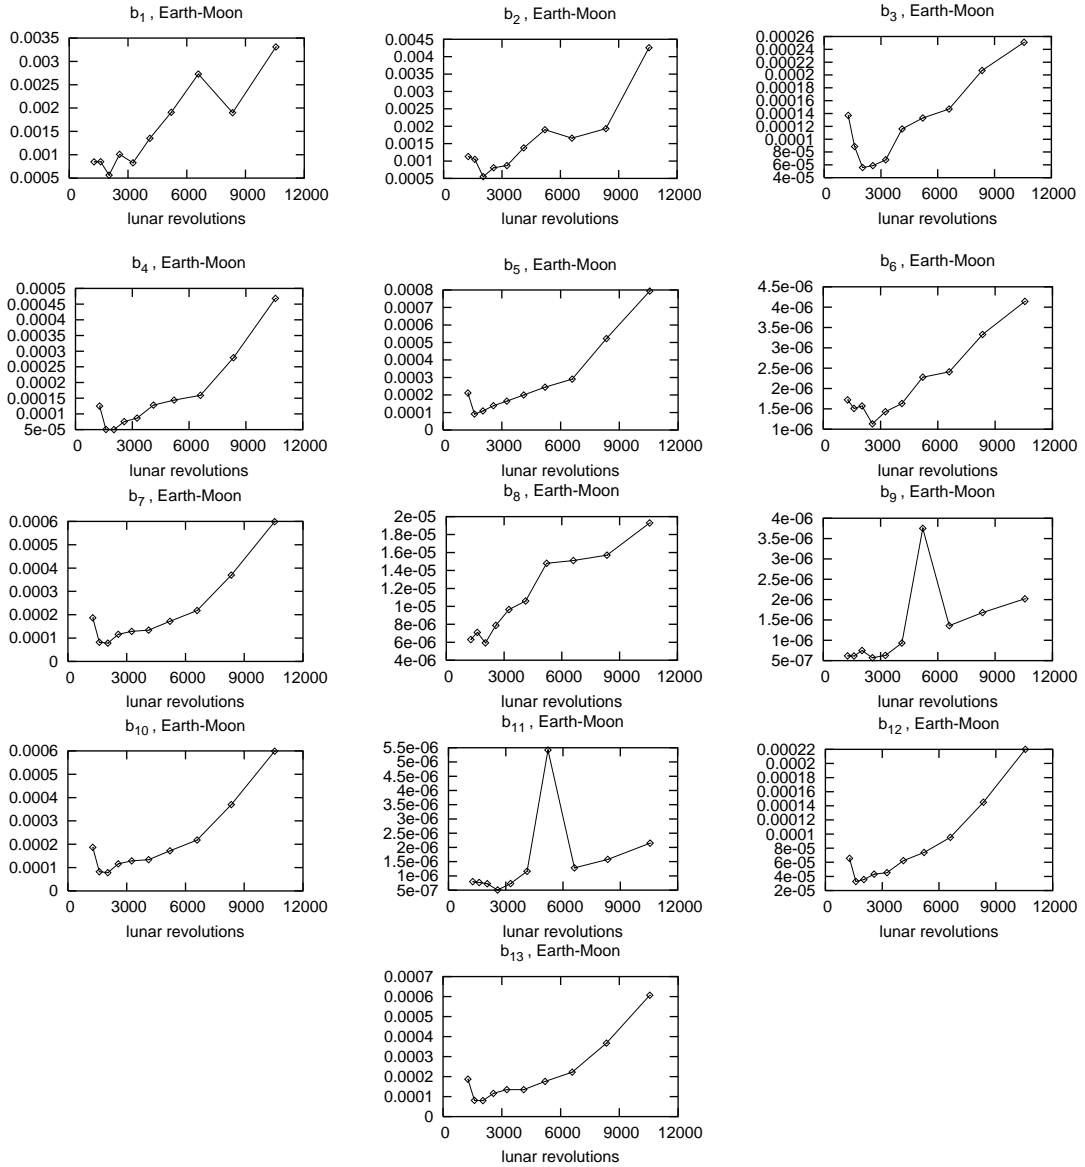 b1 , Earth-Moon
0.0035
0.003
0.0025
0.002
0.0015
0.001
0.0005
0 3000 6000 9000 12000
lunar revolutions
b2 , Earth-Moon
0.0045
0.004
0.0035
0.003
0.0025
0.002
0.0015
0.001
0.0005
0 3000 6000 9000 12000
lunar revolutions
b3 , Earth-Moon
0.00026
0.00024
0.00022
0.0002
0.00018
0.00016
0.00014
0.00012
0.0001
8e-05
6e-05
4e-05
0 3000 6000 9000 12000
lunar revolutions
b4 , Earth-Moon
0.0005
0.00045
0.0004
0.00035
0.0003
0.00025
0.0002
0.00015
0.0001
5e-05
0 3000 6000 9000 12000
lunar revolutions
b5 , Earth-Moon
0.0008
0.0007
0.0006
0.0005
0.0004
0.0003
0.0002
0.0001
0
0 3000 6000 9000 12000
lunar revolutions
b6 , Earth-Moon
4.5e-06
4e-06
3.5e-06
3e-06
2.5e-06
2e-06
1.5e-06
1e-06
0 3000 6000 9000 12000
lunar revolutions
b7 , Earth-Moon
0.0006
0.0005
0.0004
0.0003
0.0002
0.0001
0
0 3000 6000 9000 12000
lunar revolutions
b8 , Earth-Moon
2e-05
1.8e-05
1.6e-05
1.4e-05
1.2e-05
1e-05
8e-06
6e-06
4e-06
0 3000 6000 9000 12000
lunar revolutions
b9 , Earth-Moon
4e-06
3.5e-06
3e-06
2.5e-06
2e-06
1.5e-06
1e-06
5e-07
0 3000 6000 9000 12000
lunar revolutions
b10 , Earth-Moon
0.0006
0.0005
0.0004
0.0003
0.0002
0.0001
0
0 3000 6000 9000 12000
lunar revolutions
b11 , Earth-Moon
5.5e-06
5e-06
4.5e-06
4e-06
3.5e-06
3e-06
2.5e-06
2e-06
1.5e-06
1e-06
5e-07
0 3000 6000 9000 12000
lunar revolutions
b12 , Earth-Moon
0.00022
0.0002
0.00018
0.00016
0.00014
0.00012
0.0001
8e-05
6e-05
4e-05
2e-05
0 3000 6000 9000 12000
lunar revolutions
b13 , Earth-Moon
0.0007
0.0006
0.0005
0.0004
0.0003
0.0002
0.0001
0
0 3000 6000 9000 12000
lunar revolutions